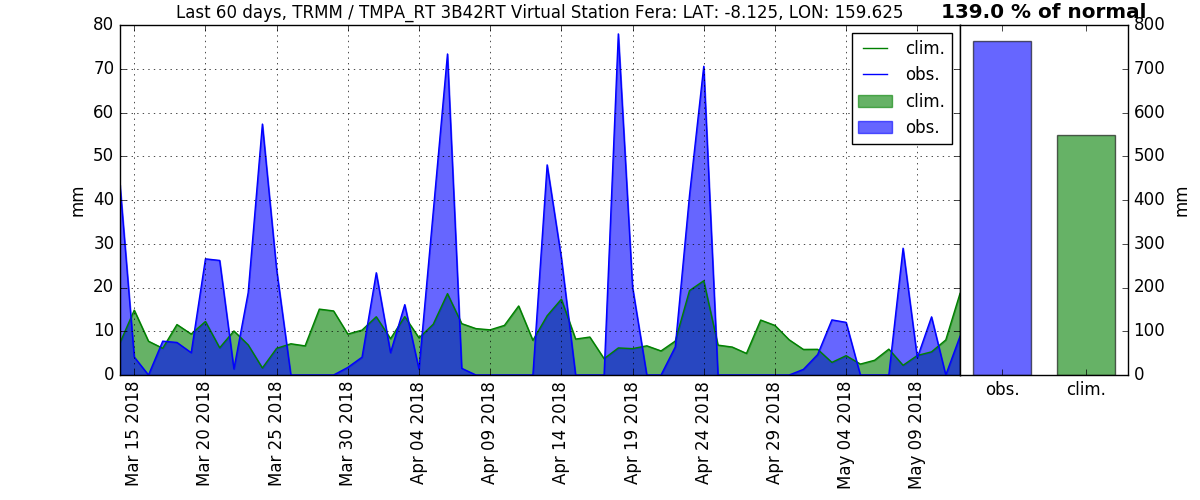 Last 60 days, TRMM / TMPA_RT 3B42RT Virtual Station Fera: LAT: -8.125, LON: 159.625
139.0 % of normal
80
70
60
50
40
30
20
10
0
mm
clim.
obs.
clim.
obs.
800
700
600
500
400
300
200
100
0
mm
Mar 15 2018
Mar 20 2018
Mar 25 2018
Mar 30 2018
Apr 04 2018
Apr 09 2018
Apr 14 2018
Apr 19 2018
Apr 24 2018
Apr 29 2018
May 04 2018
May 09 2018
obs.
clim.